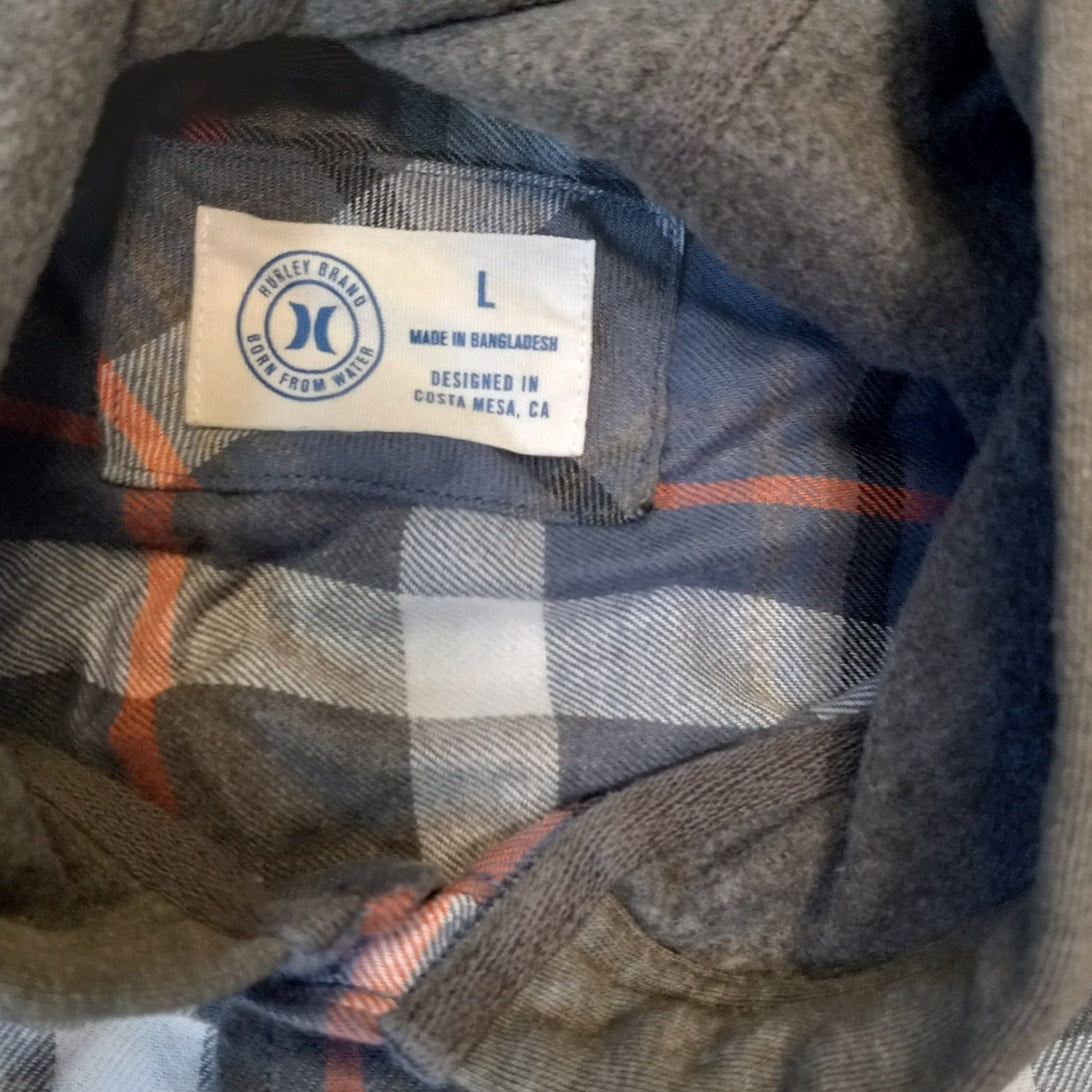 HURLEY BRAND
BORN FROM WATER
L
MADE IN BANGLADESH
DESIGNED IN
COSTA MESA, CA